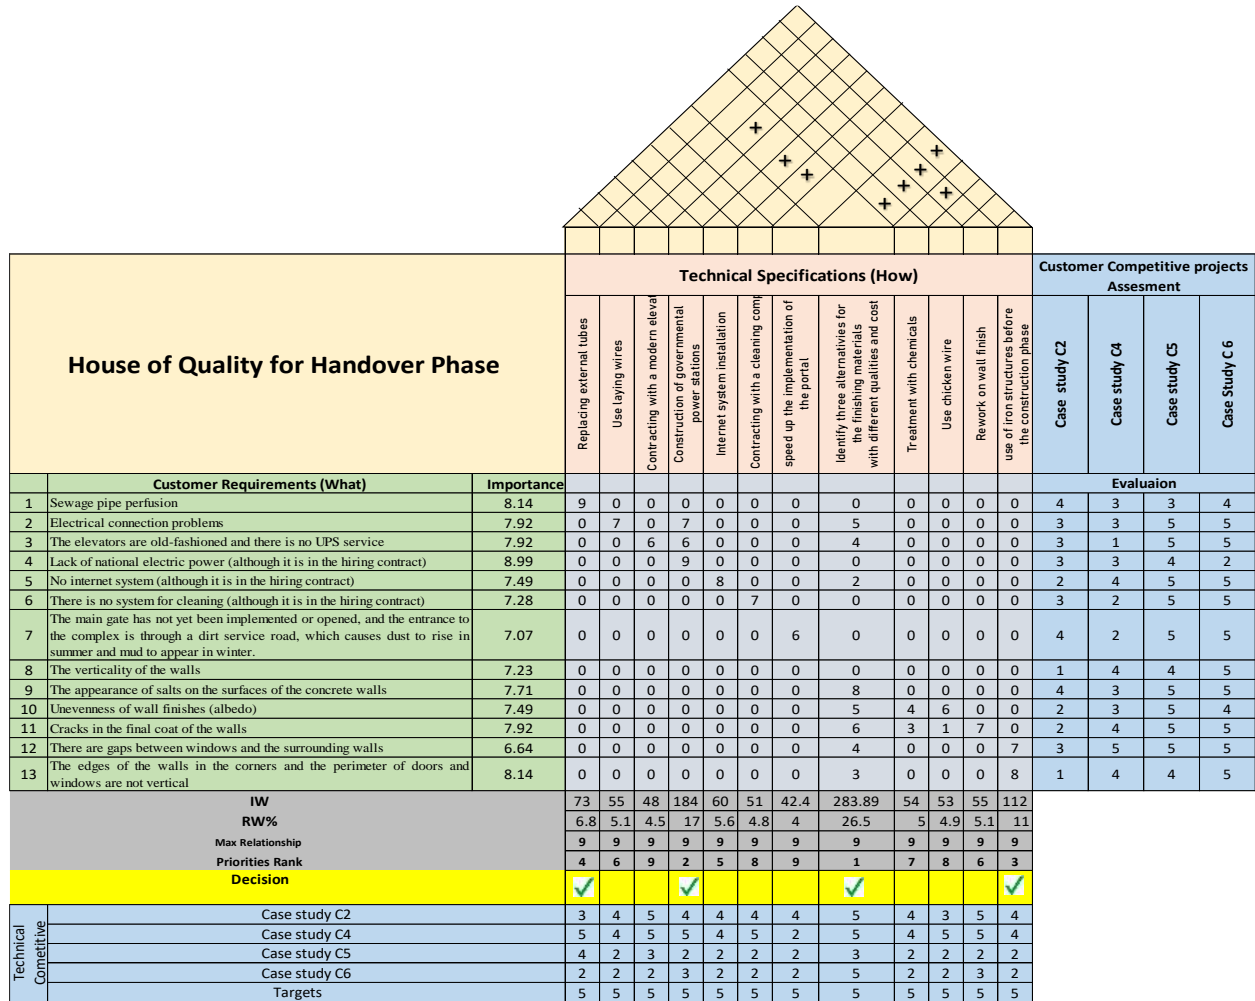 +
+
+
+
+
+
+
+
Technical Specifications (How)
Customer Competitive projects
Assesment
House of Quality for Handover Phase
Replacing external tubes
Use laying wires
Contracting with a modern elevat
Construction of governmental
power stations
Internet system installation
Contracting with a cleaning comp
speed up the implementation of
the portal
Identify three alternativies for
the finishing materials
with different qualities and cost
Treatment with chemicals
Use chicken wire
Rework on wall finish
use of iron structures before
the construction phase
Case study C2
Case study C4
Case study C5
Case Study C 6
Customer Requirements (What) Importance Evaluaion
1 Sewage pipe perfusion 8.14 9 0 0 0 0 0 0 0 0 0 0 0 4 3 3 4
2 Electrical connection problems 7.92 0 7 0 7 0 0 0 5 0 0 0 0 3 3 5 5
3 The elevators are old-fashioned and there is no UPS service 7.92 0 0 6 6 0 0 0 4 0 0 0 0 3 1 5 5
4 Lack of national electric power (although it is in the hiring contract) 8.99 0 0 0 9 0 0 0 0 0 0 0 0 3 3 4 2
5 No internet system (although it is in the hiring contract) 7.49 0 0 0 0 8 0 0 2 0 0 0 0 2 4 5 5
6 There is no system for cleaning (although it is in the hiring contract) 7.28 0 0 0 0 0 7 0 0 0 0 0 0 3 2 5 5
The main gate has not yet been implemented or opened, and the entrance to
7 the complex is through a dirt service road, which causes dust to rise in 7.07 0 0 0 0 0 0 6 0 0 0 0 0 4 2 5 5
summer and mud to appear in winter.
8 The verticality of the walls 7.23 0 0 0 0 0 0 0 0 0 0 0 0 1 4 4 5
9 The appearance of salts on the surfaces of the concrete walls 7.71 0 0 0 0 0 0 0 8 0 0 0 0 4 3 5 5
10 Unevenness of wall finishes (albedo) 7.49 0 0 0 0 0 0 0 5 4 6 0 0 2 3 5 4
11 Cracks in the final coat of the walls 7.92 0 0 0 0 0 0 0 6 3 1 7 0 2 4 5 5
12 There are gaps between windows and the surrounding walls 6.64 0 0 0 0 0 0 0 4 0 0 0 7 3 5 5 5
13 The edges of the walls in the corners and the perimeter of doors and
windows are not vertical 8.14 0 0 0 0 0 0 0 3 0 0 0 8 1 4 4 5
IW 73 55 48 184 60 51 42.4 283.89 54 53 55 112
RW% 6.8 5.1 4.5 17 5.6 4.8 4 26.5 5 4.9 5.1 11
Max Relationship 9 9 9 9 9 9 9 9 9 9 9 9
Priorities Rank 4 6 9 2 5 8 9 1 7 8 6 3
Decision ✓ ✓ ✓ ✓
Technical
Cometitive
Case study C2 3 4 5 4 4 4 4 5 4 3 5 4
Case study C4 5 4 5 5 4 5 2 5 4 5 5 4
Case study C5 4 2 3 2 2 2 2 3 2 2 2 2
Case study C6 2 2 2 3 2 2 2 5 2 2 3 2
Targets 5 5 5 5 5 5 5 5 5 5 5 5